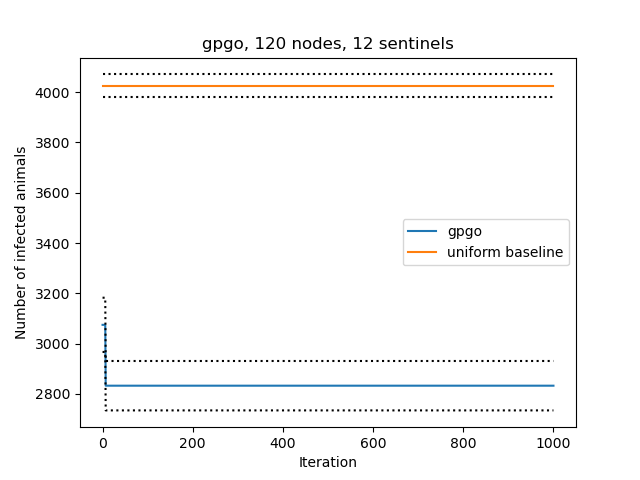 gpgo, 120 nodes, 12 sentinels
4000
3800
3600
3400
3200
3000
2800
Number of infected animals
gpgo
uniform baseline
0
200
400
600
800
1000
Iteration